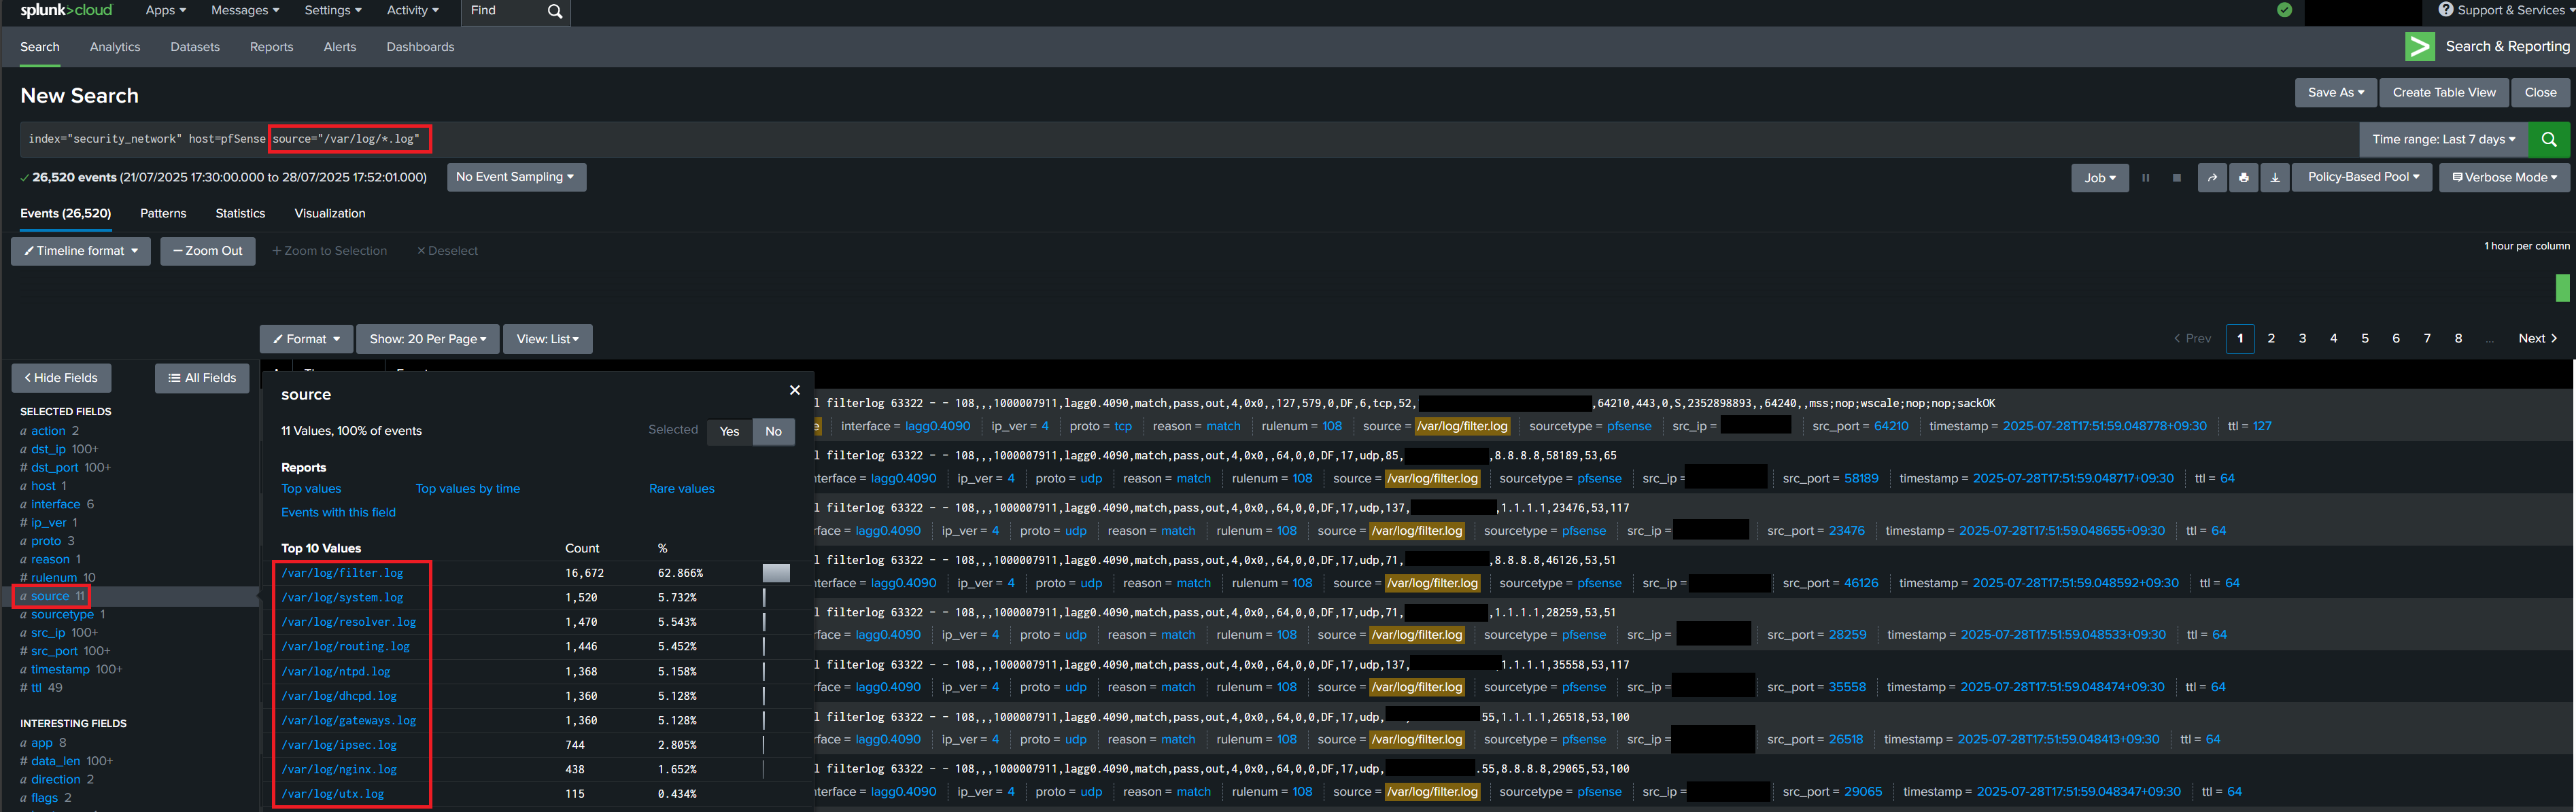 splunk>cloud Apps Messages Settings Activity Find Support & Services
Search Analytics Datasets Reports Alerts Dashboards Search & Reporting
New Search Save As Create Table View Close
index="security_network" host=pfSense source="/var/log/*.log" Time range: Last 7 days
26,520 events (21/07/2025 17:30:00.000 to 28/07/2025 17:52:01.000) No Event Sampling Job Policy-Based Pool Verbose Mode
Events (26,520) Patterns Statistics Visualization
Timeline format — Zoom Out + Zoom to Selection × Deselect 1 hour per column
Format Show: 20 Per Page View: List < Prev 1 2 3 4 5 6 7 8 ... Next >
< Hide Fields All Fields
SELECTED FIELDS
a action 2
a dst_ip 100+
# dst_port 100+
a host 1
a interface 6
# ip_ver 1
a proto 3
a reason 1
# rulenum 10
a source 11
a sourcetype 1
a src_ip 100+
# src_port 100+
a timestamp 100+
# ttl 49
INTERESTING FIELDS
a app 8
# data_len 100+
a direction 2
a flags 2
source
11 Values, 100% of events Selected Yes No
Reports
Top values Top values by time Rare values
Events with this field
Top 10 Values Count %
/var/log/filter.log 16,672 62.866%
/var/log/system.log 1,520 5.732%
/var/log/resolver.log 1,470 5.543%
/var/log/routing.log 1,446 5.452%
/var/log/ntpd.log 1,368 5.158%
/var/log/dhcpd.log 1,360 5.128%
/var/log/gateways.log 1,360 5.128%
/var/log/ipsec.log 744 2.805%
/var/log/nginx.log 438 1.652%
/var/log/utx.log 115 0.434%
l filterlog 63322 - - 108,,,1000007911,lagg0.4090,match,pass,out,4,0x0,,127,579,0,DF,6,tcp,52, ,64210,443,0,S,2352898893,,64240,,mss;nop;wscale;nop;nop;sackOK
e interface = lagg0.4090 ip_ver = 4 proto = tcp reason = match rulenum = 108 source = /var/log/filter.log sourcetype = pfsense src_ip = src_port = 64210 timestamp = 2025-07-28T17:51:59.048778+09:30 ttl = 127
l filterlog 63322 - - 108,,,1000007911,lagg0.4090,match,pass,out,4,0x0,,64,0,0,DF,17,udp,85, ,8.8.8.8,58189,53,65
nterface = lagg0.4090 ip_ver = 4 proto = udp reason = match rulenum = 108 source = /var/log/filter.log sourcetype = pfsense src_ip = src_port = 58189 timestamp = 2025-07-28T17:51:59.048717+09:30 ttl = 64
l filterlog 63322 - - 108,,,1000007911,lagg0.4090,match,pass,out,4,0x0,,64,0,0,DF,17,udp,137, ,1.1.1.1,23476,53,117
rface = lagg0.4090 ip_ver = 4 proto = udp reason = match rulenum = 108 source = /var/log/filter.log sourcetype = pfsense src_ip = src_port = 23476 timestamp = 2025-07-28T17:51:59.048655+09:30 ttl = 64
l filterlog 63322 - - 108,,,1000007911,lagg0.4090,match,pass,out,4,0x0,,64,0,0,DF,17,udp,71, ,8.8.8.8,46126,53,51
nterface = lagg0.4090 ip_ver = 4 proto = udp reason = match rulenum = 108 source = /var/log/filter.log sourcetype = pfsense src_ip = src_port = 46126 timestamp = 2025-07-28T17:51:59.048592+09:30 ttl = 64
l filterlog 63322 - - 108,,,1000007911,lagg0.4090,match,pass,out,4,0x0,,64,0,0,DF,17,udp,71, ,1.1.1.1,28259,53,51
rface = lagg0.4090 ip_ver = 4 proto = udp reason = match rulenum = 108 source = /var/log/filter.log sourcetype = pfsense src_ip = src_port = 28259 timestamp = 2025-07-28T17:51:59.048533+09:30 ttl = 64
l filterlog 63322 - - 108,,,1000007911,lagg0.4090,match,pass,out,4,0x0,,64,0,0,DF,17,udp,137, 1.1.1.1,35558,53,117
rface = lagg0.4090 ip_ver = 4 proto = udp reason = match rulenum = 108 source = /var/log/filter.log sourcetype = pfsense src_ip = src_port = 35558 timestamp = 2025-07-28T17:51:59.048474+09:30 ttl = 64
l filterlog 63322 - - 108,,,1000007911,lagg0.4090,match,pass,out,4,0x0,,64,0,0,DF,17,udp, 55,1.1.1.1,26518,53,100
rface = lagg0.4090 ip_ver = 4 proto = udp reason = match rulenum = 108 source = /var/log/filter.log sourcetype = pfsense src_ip = src_port = 26518 timestamp = 2025-07-28T17:51:59.048413+09:30 ttl = 64
l filterlog 63322 - - 108,,,1000007911,lagg0.4090,match,pass,out,4,0x0,,64,0,0,DF,17,udp, .55,8.8.8.8,29065,53,100
nterface = lagg0.4090 ip_ver = 4 proto = udp reason = match rulenum = 108 source = /var/log/filter.log sourcetype = pfsense src_ip = src_port = 29065 timestamp = 2025-07-28T17:51:59.048347+09:30 ttl = 64